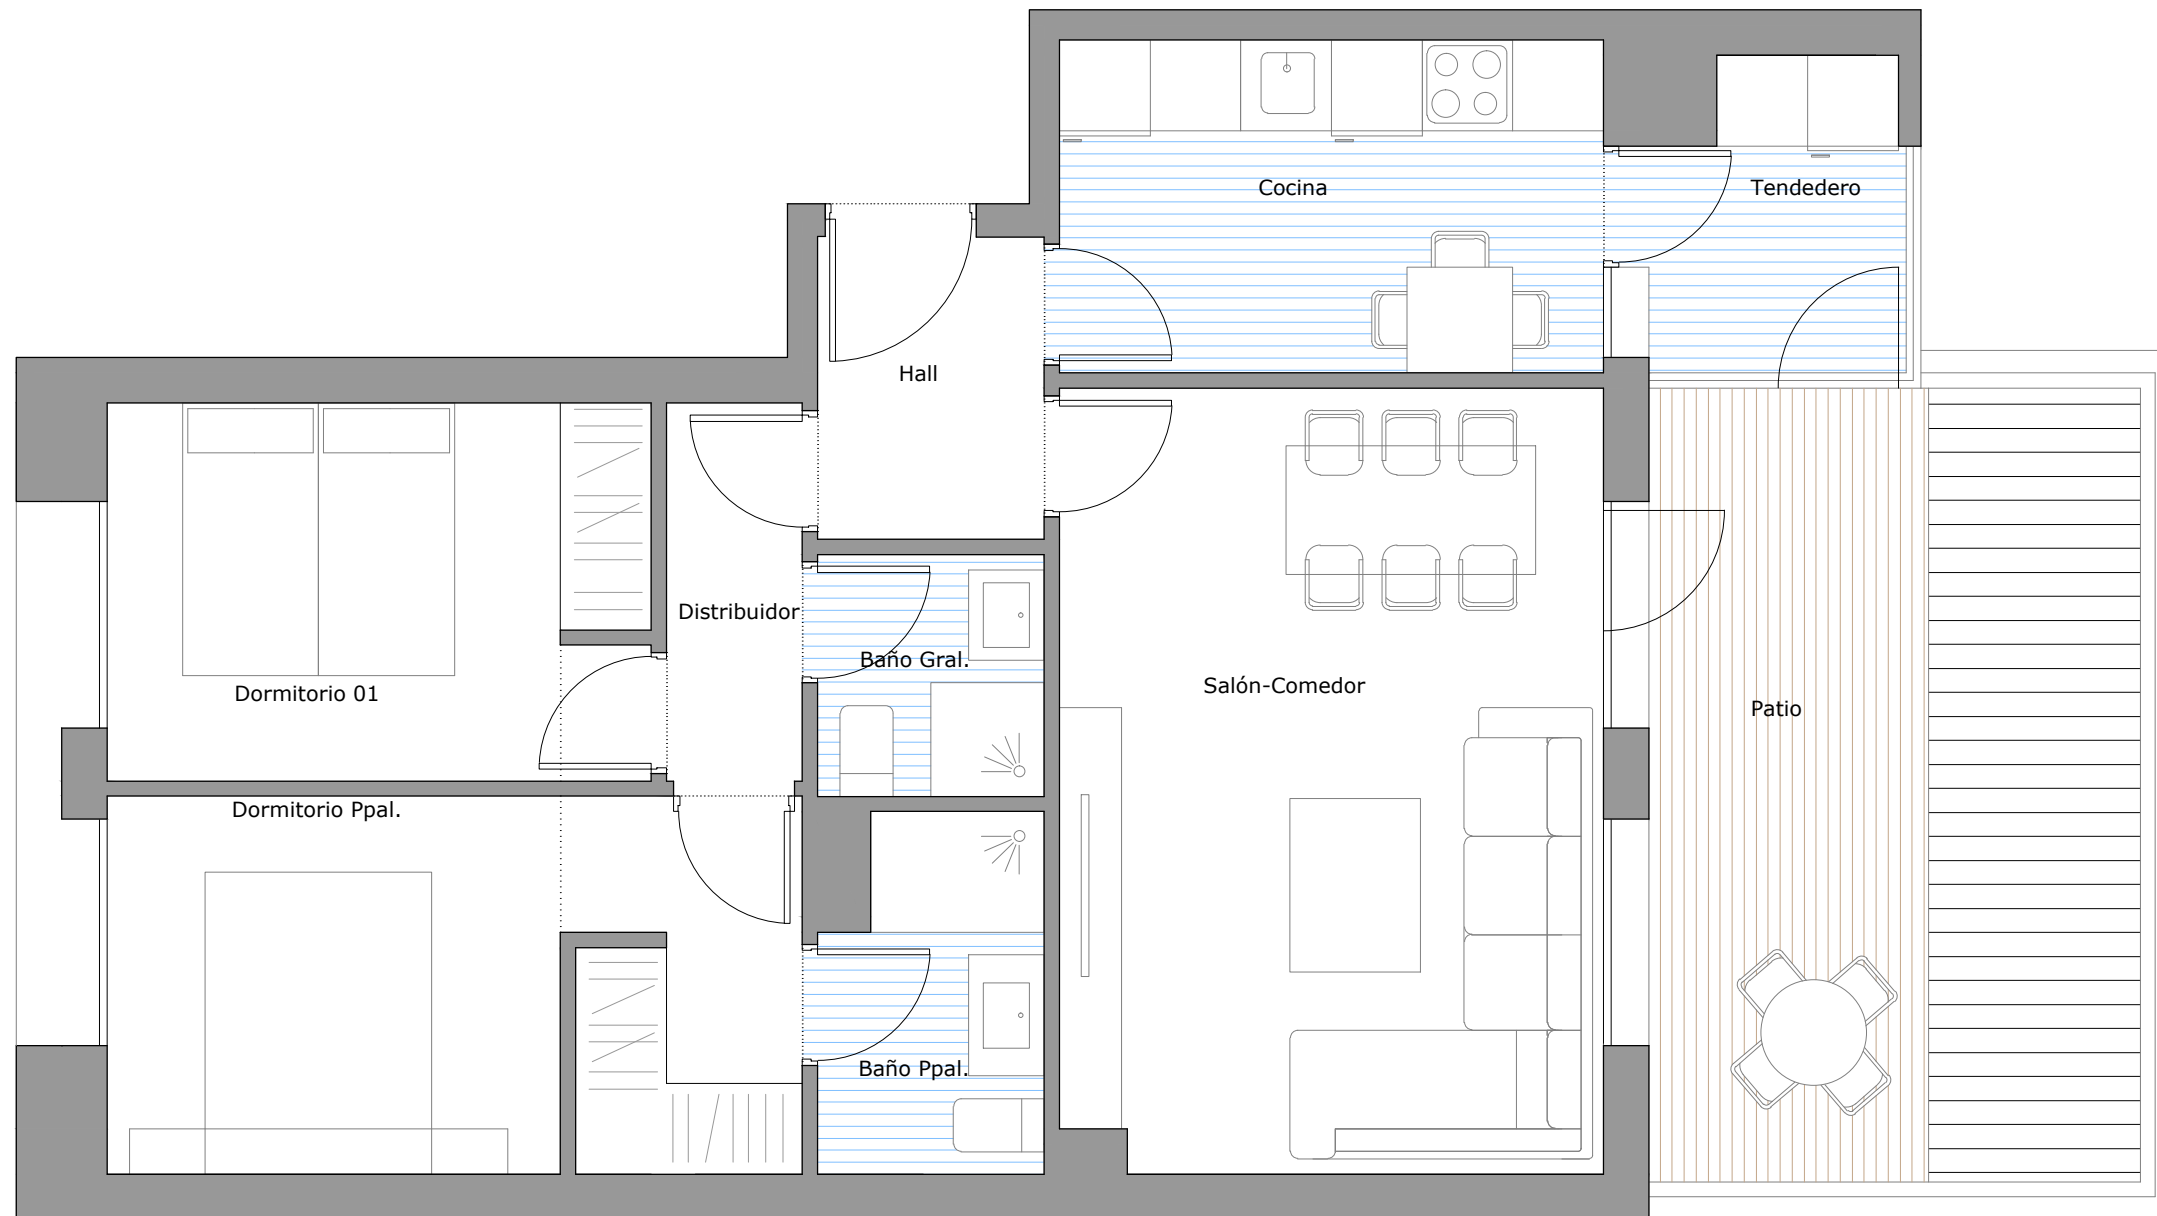 Cocina
Tendedero
Hall
Distribuidor
Baño Gral.
Dormitorio 01
Salón-Comedor
Patio
Dormitorio Ppal.
Baño Ppal.